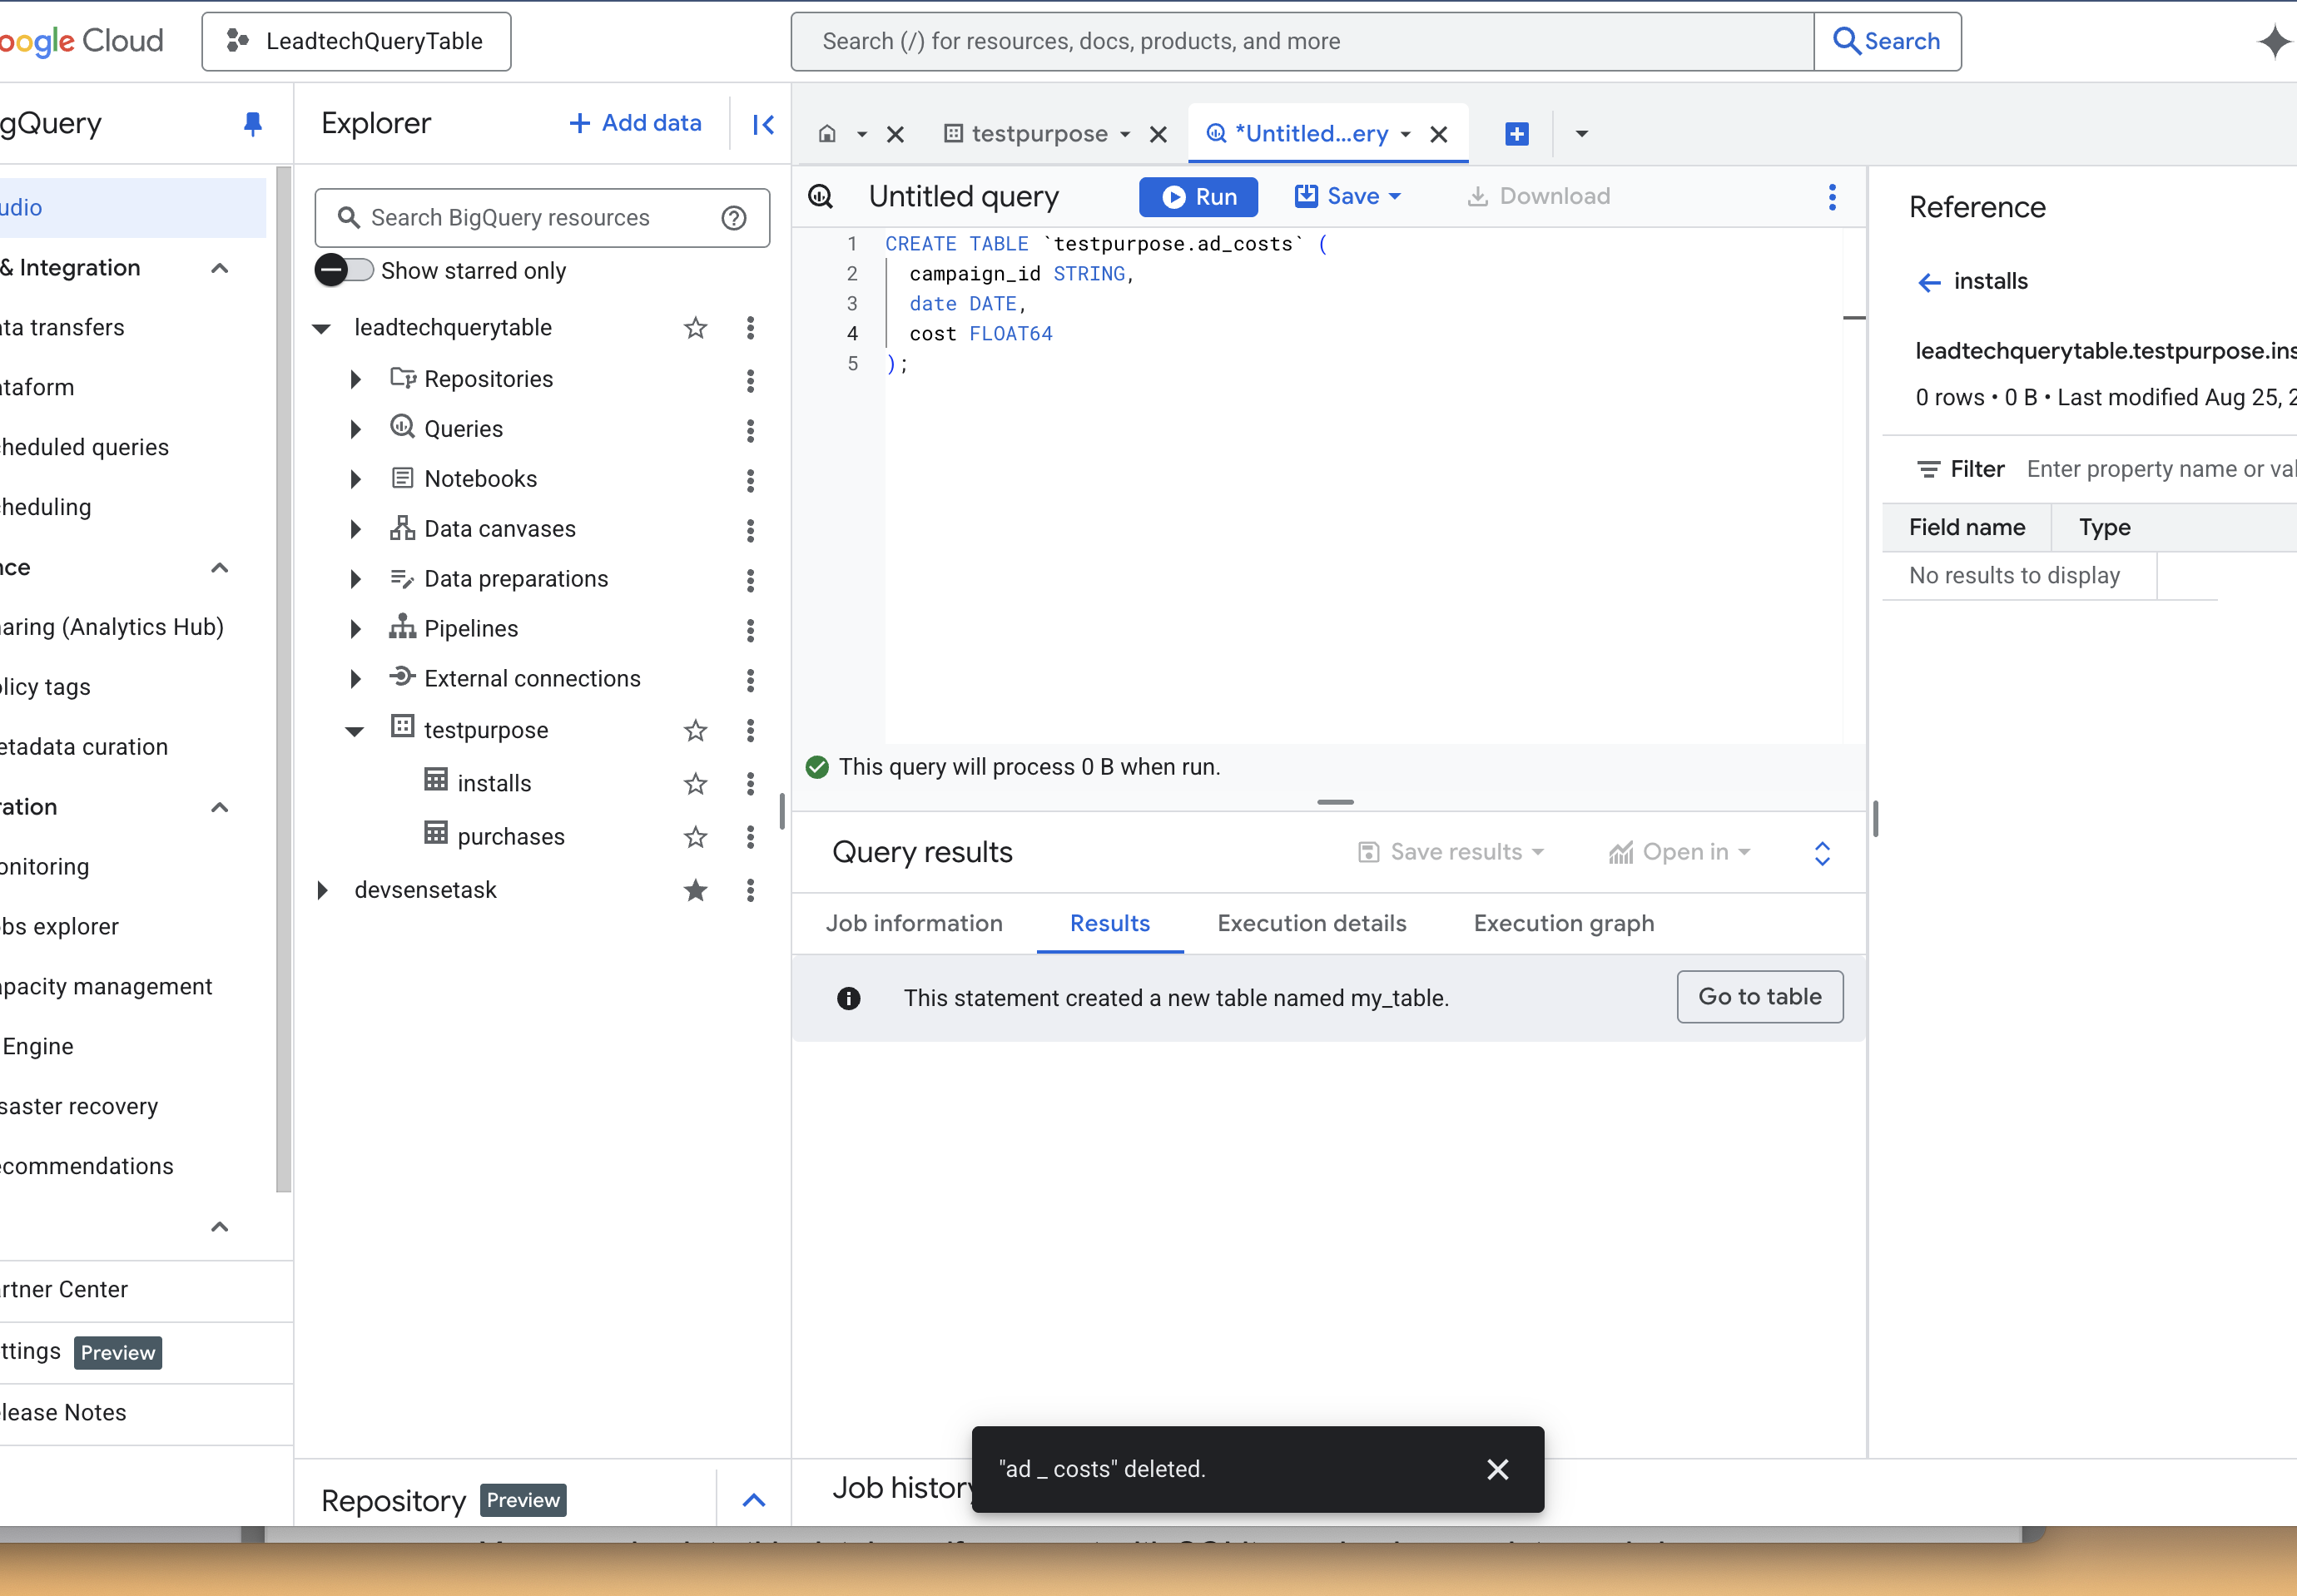 oogle Cloud
LeadtechQueryTable
Search (/) for resources, docs, products, and more
Search
gQuery
udio
& Integration
ta transfers
taform
heduled queries
heduling
nce
aring (Analytics Hub)
licy tags
etadata curation
ration
onitoring
bs explorer
apacity management
Engine
saster recovery
ecommendations
rtner Center
ttings Preview
lease Notes
Explorer
+ Add data
Search BigQuery resources
Show starred only
leadtechquerytable
Repositories
Queries
Notebooks
Data canvases
Data preparations
Pipelines
External connections
testpurpose
installs
purchases
devsensetask
Repository Preview
testpurpose
*Untitled...ery
Untitled query
Run
Save
Download
1 CREATE TABLE `testpurpose.ad_costs` (
2 campaign_id STRING,
3 date DATE,
4 cost FLOAT64
5 );
This query will process 0 B when run.
Query results
Save results
Open in
Job information
Results
Execution details
Execution graph
This statement created a new table named my_table.
Go to table
Job history
"ad _ costs" deleted.
Reference
installs
leadtechquerytable.testpurpose.ins
0 rows • 0 B • Last modified Aug 25, 2
Filter Enter property name or val
Field name Type
No results to display